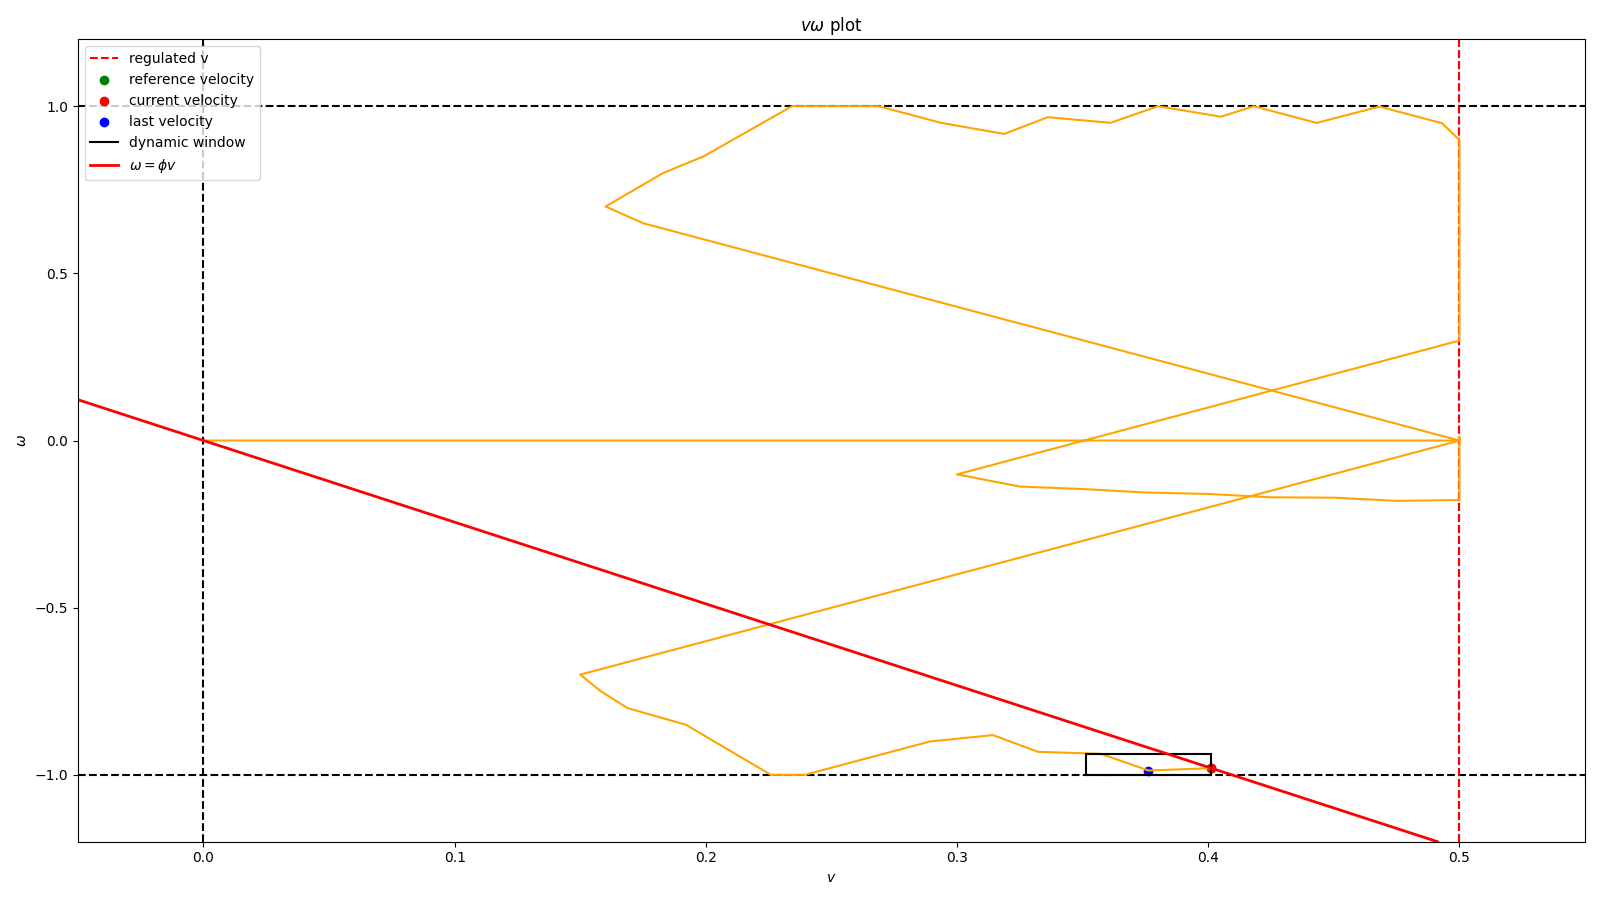 vω plot
regulated v
reference velocity
current velocity
last velocity
dynamic window
ω = ϕv
1.0
0.5
0.0
−0.5
−1.0
ω
0.0 0.1 0.2 0.3 0.4 0.5
v